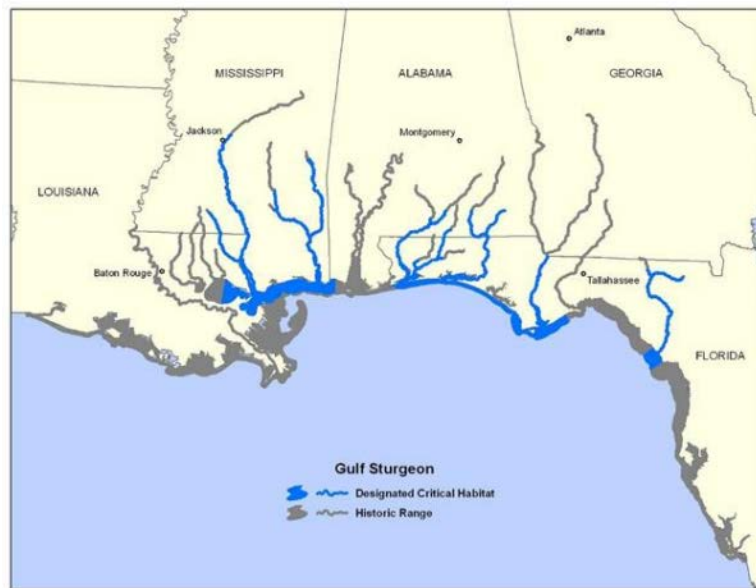 Atlanta
MISSISSIPPI
ALABAMA
GEORGIA
Jackson
Montgomery
LOUISIANA
Baton Rouge
Tallahassee
FLORIDA
Gulf Sturgeon
Designated Critical Habitat
Historic Range